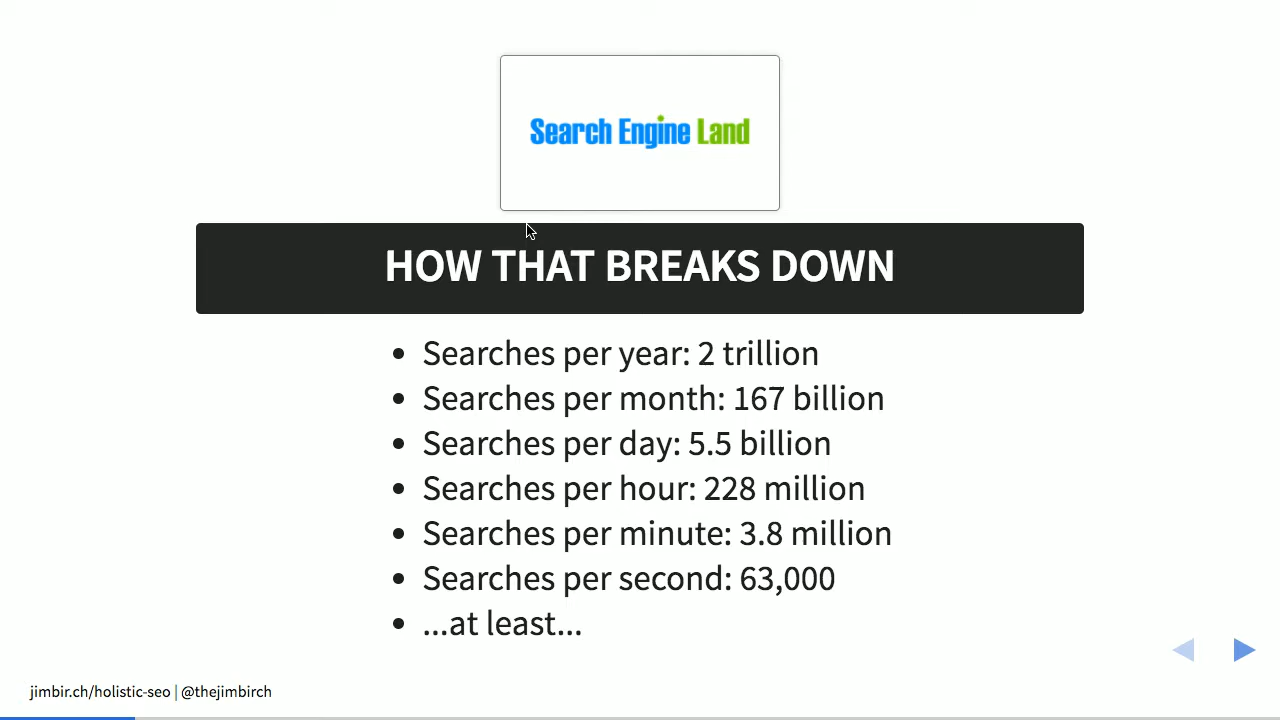 Search Engine Land
HOW THAT BREAKS DOWN
• Searches per year: 2 trillion
• Searches per month: 167 billion
• Searches per day: 5.5 billion
• Searches per hour: 228 million
• Searches per minute: 3.8 million
• Searches per second: 63,000
• ...at least...
jimbir.ch/holistic-seo | @thejimbirch